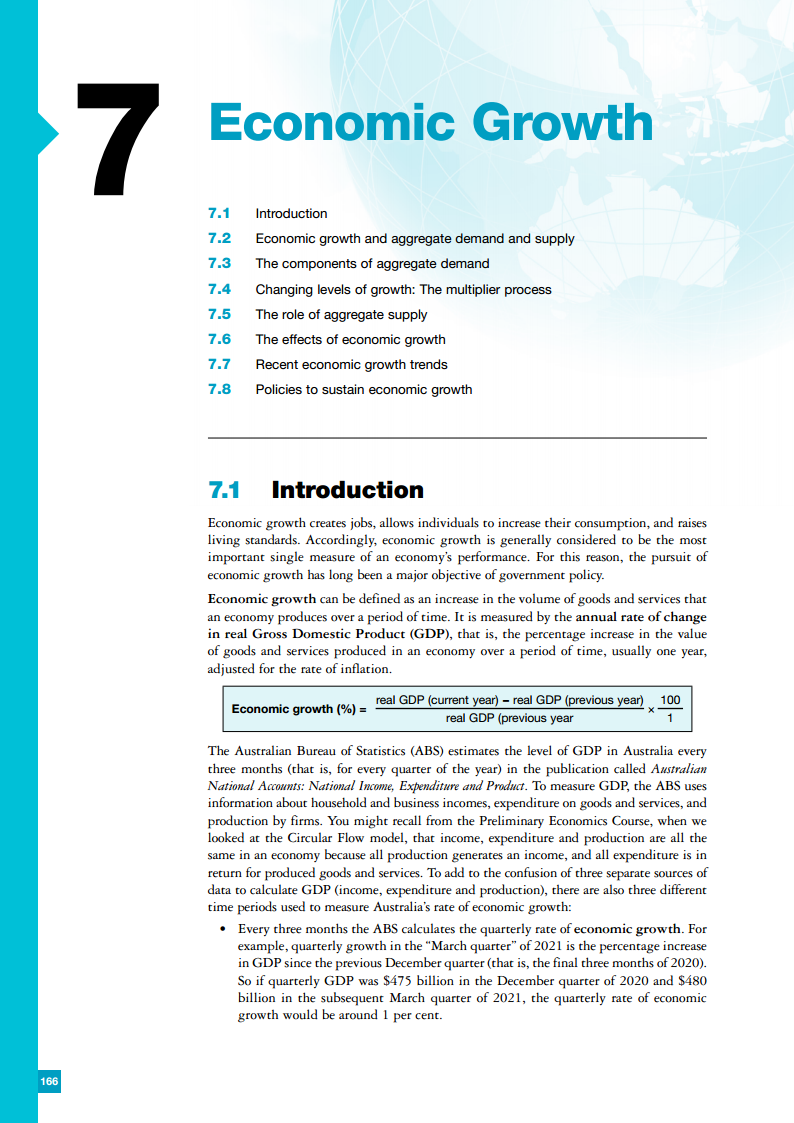 7
Economic Growth
7.1 Introduction
7.2 Economic growth and aggregate demand and supply
7.3 The components of aggregate demand
7.4 Changing levels of growth: The multiplier process
7.5 The role of aggregate supply
7.6 The effects of economic growth
7.7 Recent economic growth trends
7.8 Policies to sustain economic growth
7.1 Introduction
Economic growth creates jobs, allows individuals to increase their consumption, and raises
living standards. Accordingly, economic growth is generally considered to be the most
important single measure of an economy’s performance. For this reason, the pursuit of
economic growth has long been a major objective of government policy.
Economic growth can be defined as an increase in the volume of goods and services that
an economy produces over a period of time. It is measured by the annual rate of change
in real Gross Domestic Product (GDP), that is, the percentage increase in the value
of goods and services produced in an economy over a period of time, usually one year,
adjusted for the rate of inflation.
Economic growth (%) = real GDP (current year) – real GDP (previous year) × 100
real GDP (previous year 1
The Australian Bureau of Statistics (ABS) estimates the level of GDP in Australia every
three months (that is, for every quarter of the year) in the publication called Australian
National Accounts: National Income, Expenditure and Product. To measure GDP, the ABS uses
information about household and business incomes, expenditure on goods and services, and
production by firms. You might recall from the Preliminary Economics Course, when we
looked at the Circular Flow model, that income, expenditure and production are all the
same in an economy because all production generates an income, and all expenditure is in
return for produced goods and services. To add to the confusion of three separate sources of
data to calculate GDP (income, expenditure and production), there are also three different
time periods used to measure Australia’s rate of economic growth:
• Every three months the ABS calculates the quarterly rate of economic growth. For
example, quarterly growth in the “March quarter” of 2021 is the percentage increase
in GDP since the previous December quarter (that is, the final three months of 2020).
So if quarterly GDP was $475 billion in the December quarter of 2020 and $480
billion in the subsequent March quarter of 2021, the quarterly rate of economic
growth would be around 1 per cent.
166